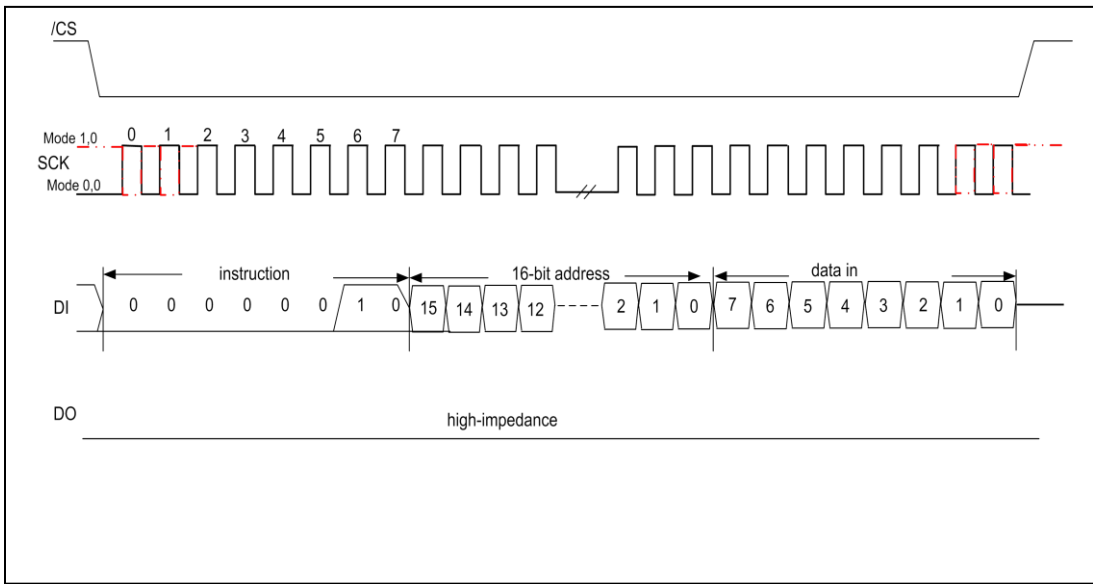 /CS
Mode 1,0 0 1 2 3 4 5 6 7
SCK
Mode 0,0
instruction 16-bit address data in
DI 0 0 0 0 0 0 1 0 15 14 13 12 2 1 0 7 6 5 4 3 2 1 0
DO high-impedance